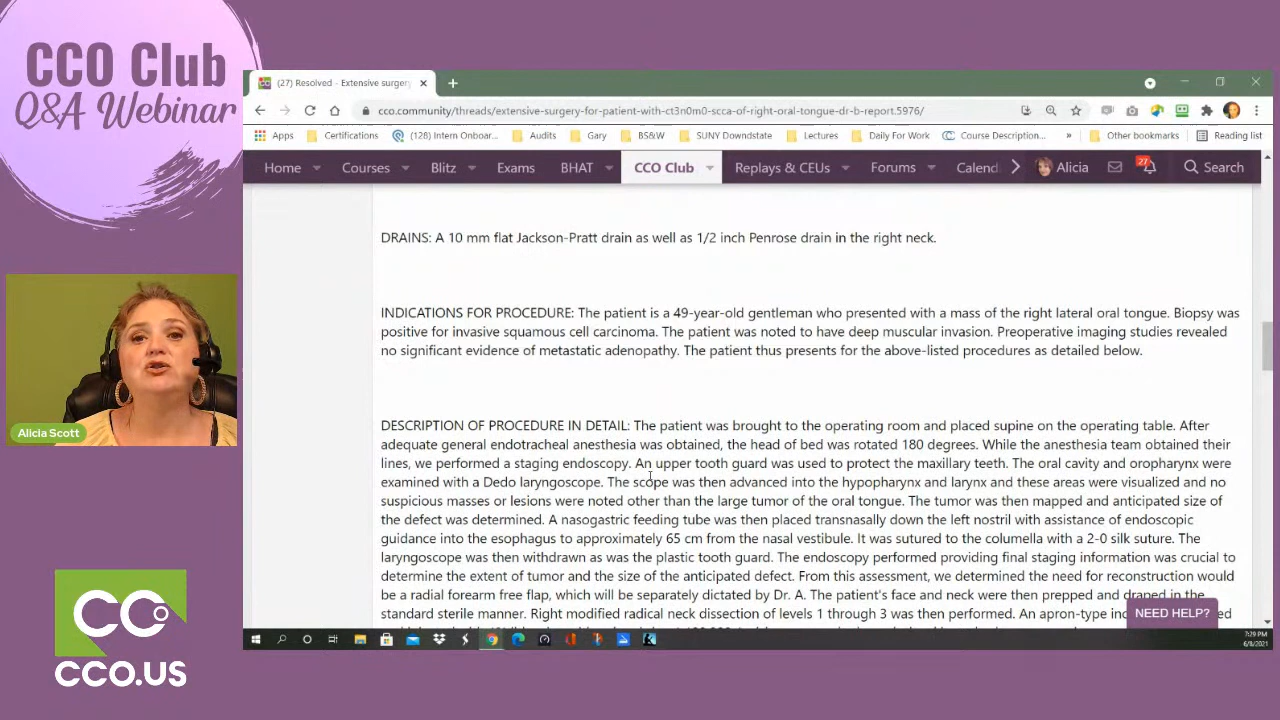 CCO Club
Q&A Webinar
(27) Resolved - Extensive surgery
cco.community/threads/extensive-surgery-for-patient-with-ct3n0m0-scca-of-right-oral-tongue-dr-b-report.5976/
Apps Certifications (128) Intern Onboar... Audits Gary BS&W SUNY Downstate Lectures Daily For Work Course Description... » Other bookmarks Reading list
Home Courses Blitz Exams BHAT CCO Club Replays & CEUs Forums Calend Alicia 27 Search
DRAINS: A 10 mm flat Jackson-Pratt drain as well as 1/2 inch Penrose drain in the right neck.
INDICATIONS FOR PROCEDURE: The patient is a 49-year-old gentleman who presented with a mass of the right lateral oral tongue. Biopsy was
positive for invasive squamous cell carcinoma. The patient was noted to have deep muscular invasion. Preoperative imaging studies revealed
no significant evidence of metastatic adenopathy. The patient thus presents for the above-listed procedures as detailed below.
DESCRIPTION OF PROCEDURE IN DETAIL: The patient was brought to the operating room and placed supine on the operating table. After
adequate general endotracheal anesthesia was obtained, the head of bed was rotated 180 degrees. While the anesthesia team obtained their
lines, we performed a staging endoscopy. An upper tooth guard was used to protect the maxillary teeth. The oral cavity and oropharynx were
examined with a Dedo laryngoscope. The scope was then advanced into the hypopharynx and larynx and these areas were visualized and no
suspicious masses or lesions were noted other than the large tumor of the oral tongue. The tumor was then mapped and anticipated size of
the defect was determined. A nasogastric feeding tube was then placed transnasally down the left nostril with assistance of endoscopic
guidance into the esophagus to approximately 65 cm from the nasal vestibule. It was sutured to the columella with a 2-0 silk suture. The
laryngoscope was then withdrawn as was the plastic tooth guard. The endoscopy performed providing final staging information was crucial to
determine the extent of tumor and the size of the anticipated defect. From this assessment, we determined the need for reconstruction would
be a radial forearm free flap, which will be separately dictated by Dr. A. The patient's face and neck were then prepped and draped in the
standard sterile manner. Right modified radical neck dissection of levels 1 through 3 was then performed. An apron-type
NEED HELP?
Alicia Scott
CCO
CCO.US
7:29 PM
6/8/2021